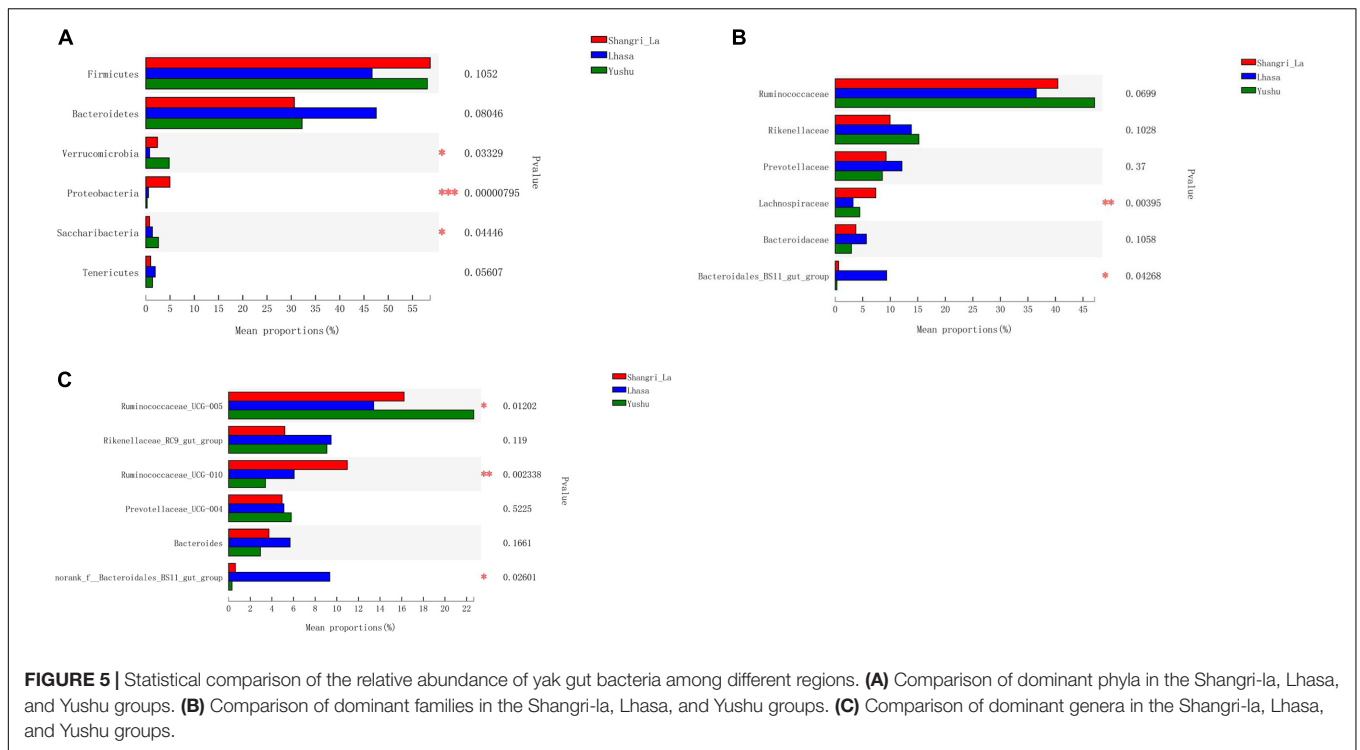 A
Shangri_La
Lhasa
Yushu
Firmicutes
0.1052
Bacteroidetes
0.08046
Verrucomicrobia
* 0.03329
Proteobacteria
*** 0.00000795
Saccharibacteria
* 0.04446
Tenericutes
0.05607
Pvalue
0 5 10 15 20 25 30 35 40 45 50 55
Mean proportions(%)
B
Shangri_La
Lhasa
Yushu
Ruminococcaceae
0.0699
Rikenellaceae
0.1028
Prevotellaceae
0.37
Lachnospiraceae
** 0.00395
Bacteroidaceae
0.1058
Bacteroidales_BS11_gut_group
* 0.04268
Pvalue
0 5 10 15 20 25 30 35 40 45
Mean proportions(%)
C
Shangri_La
Lhasa
Yushu
Ruminococcaceae_UCG-005
* 0.01202
Rikenellaceae_RC9_gut_group
0.119
Ruminococcaceae_UCG-010
** 0.002338
Prevotellaceae_UCG-004
0.5225
Bacteroides
0.1661
norank_f__Bacteroidales_BS11_gut_group
* 0.02601
Pvalue
0 2 4 6 8 10 12 14 16 18 20 22
Mean proportions(%)
FIGURE 5 | Statistical comparison of the relative abundance of yak gut bacteria among different regions. (A) Comparison of dominant phyla in the Shangri-la, Lhasa,
and Yushu groups. (B) Comparison of dominant families in the Shangri-la, Lhasa, and Yushu groups. (C) Comparison of dominant genera in the Shangri-la, Lhasa,
and Yushu groups.